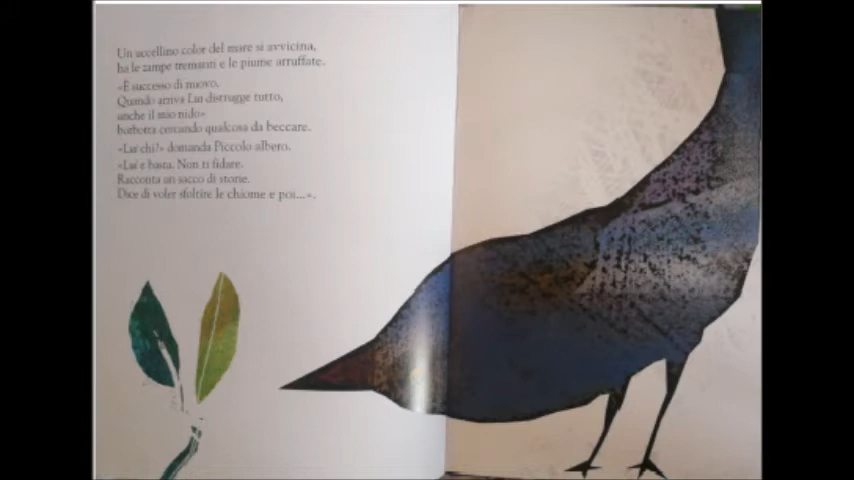 Un uccellino color del mare si avvicina,
ha le zampe tremanti e le piume arruffate.
«È successo di nuovo.
Quando arriva Lui distrugge tutto,
anche il mio nido»
borbotta cercando qualcosa da beccare.
«Lui chi?» domanda Piccolo albero.
«Lui e basta. Non ti fidare.
Racconta un sacco di storie.
Dice di voler sfoltire le chiome e poi...».